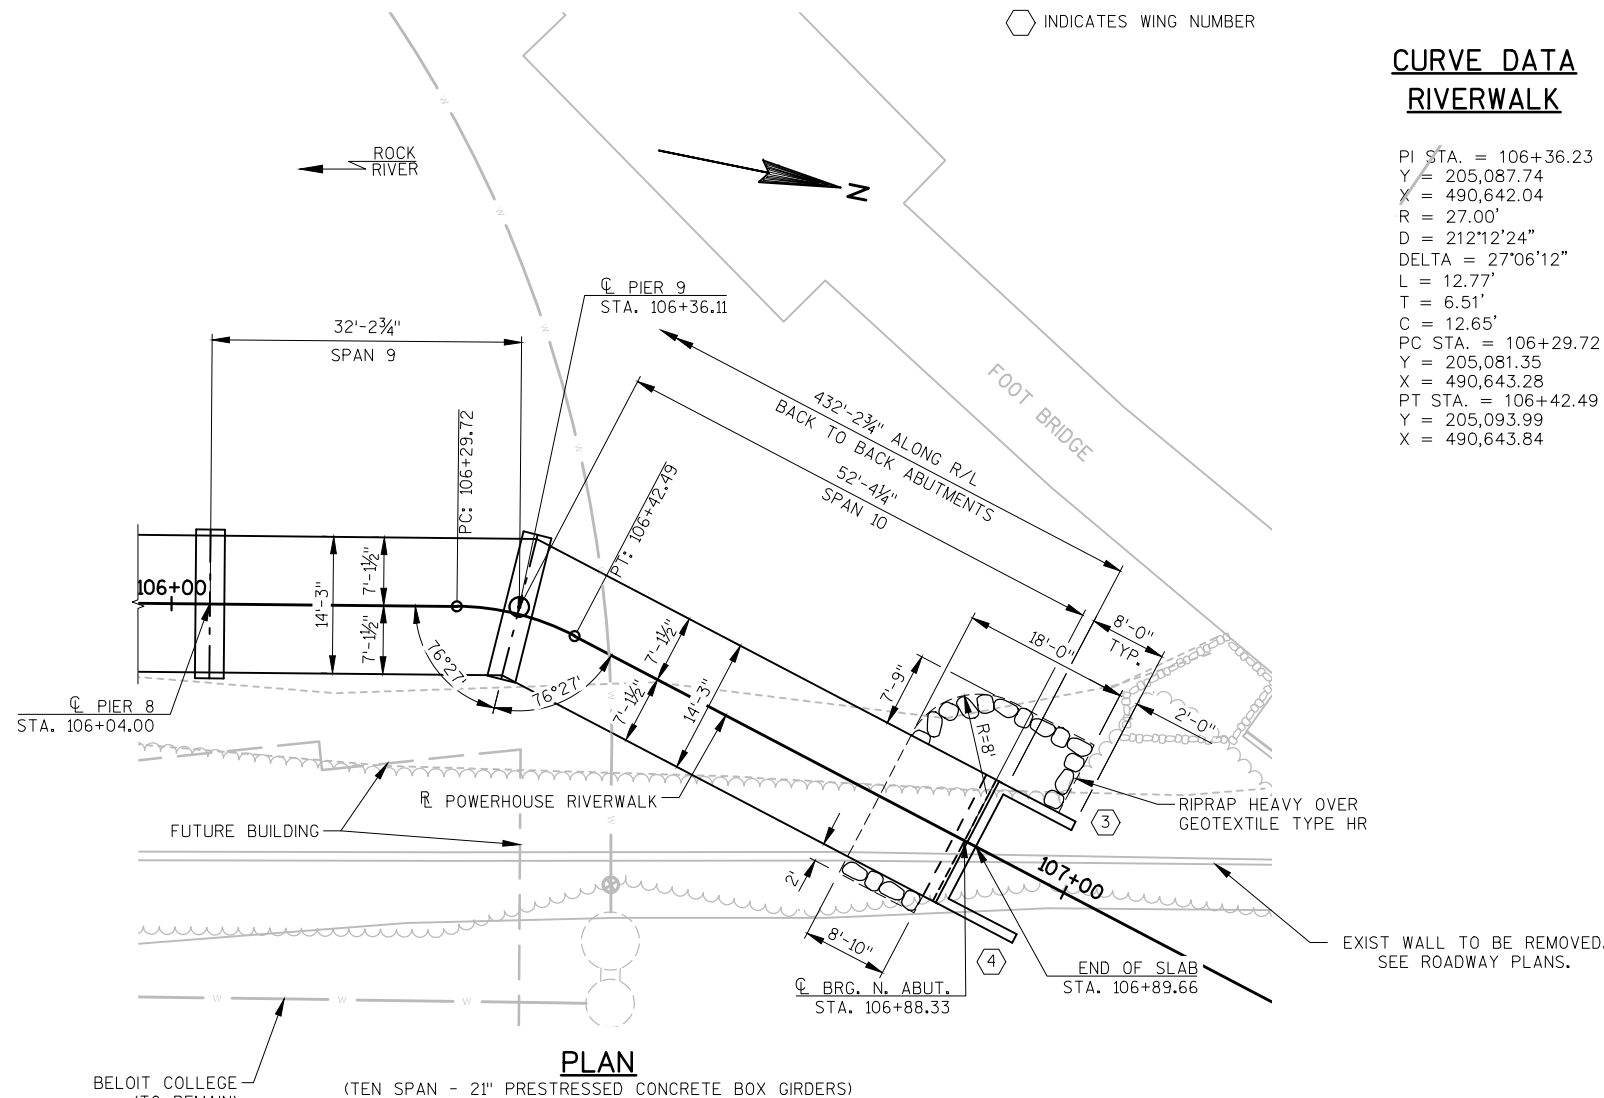 INDICATES WING NUMBER
CURVE DATA
RIVERWALK
PI STA. = 106+36.23
Y = 205,087.74
X = 490,642.04
R = 27.00'
D = 212°12'24"
DELTA = 27°06'12"
L = 12.77'
T = 6.51'
C = 12.65'
PC STA. = 106+29.72
Y = 205,081.35
X = 490,643.28
PT STA. = 106+42.49
Y = 205,093.99
X = 490,643.84
ROCK
RIVER
N
℄ PIER 9
STA. 106+36.11
32'-2¾"
SPAN 9
FOOT BRIDGE
432'-2¾" ALONG R/L
BACK TO BACK ABUTMENTS
52'-4¼"
SPAN 10
PC: 106+29.72
PT: 106+42.49
106+00
14'-3"
7'-1½"
7'-1½"
76°27'
76°27'
7'-1½"
7'-1½"
14'-3"
7'-9"
18'-0"
8'-0"
TYP.
2'-0"
R=8'
℄ PIER 8
STA. 106+04.00
R/L POWERHOUSE RIVERWALK
FUTURE BUILDING
RIPRAP HEAVY OVER
GEOTEXTILE TYPE HR
3
107+00
2'
8'-10"
4
EXIST WALL TO BE REMOVED.
SEE ROADWAY PLANS.
END OF SLAB
STA. 106+89.66
℄ BRG. N. ABUT.
STA. 106+88.33
W
W
W
W
W
W
W
W
BELOIT COLLEGE
(TO REMAIN)
PLAN
(TEN SPAN - 21" PRESTRESSED CONCRETE BOX GIRDERS)